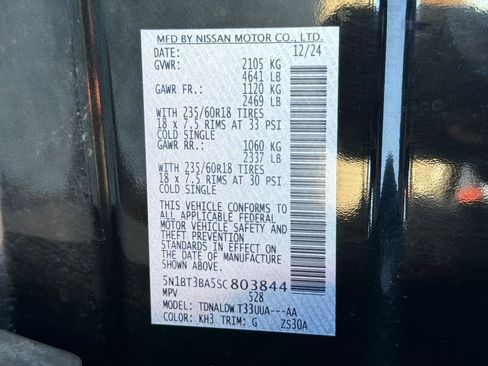 MFD BY NISSAN MOTOR CO., LTD.
DATE: 12/24
GVWR: 2105 KG
4641 LB
GAWR FR.: 1120 KG
2469 LB
WITH 235/60R18 TIRES
18 x 7.5 RIMS AT 33 PSI
COLD SINGLE
GAWR RR.: 1060 KG
2337 LB
WITH 235/60R18 TIRES
18 x 7.5 RIMS AT 30 PSI
COLD SINGLE
THIS VEHICLE CONFORMS TO
ALL APPLICABLE FEDERAL
MOTOR VEHICLE SAFETY AND
THEFT PREVENTION
STANDARDS IN EFFECT ON
THE DATE OF MANUFACTURE
SHOWN ABOVE.
5N1BT3BA5SC803844
MPV 528
MODEL: TDNALDWT33UUA---AA
COLOR: KH3 TRIM: G ZS30A